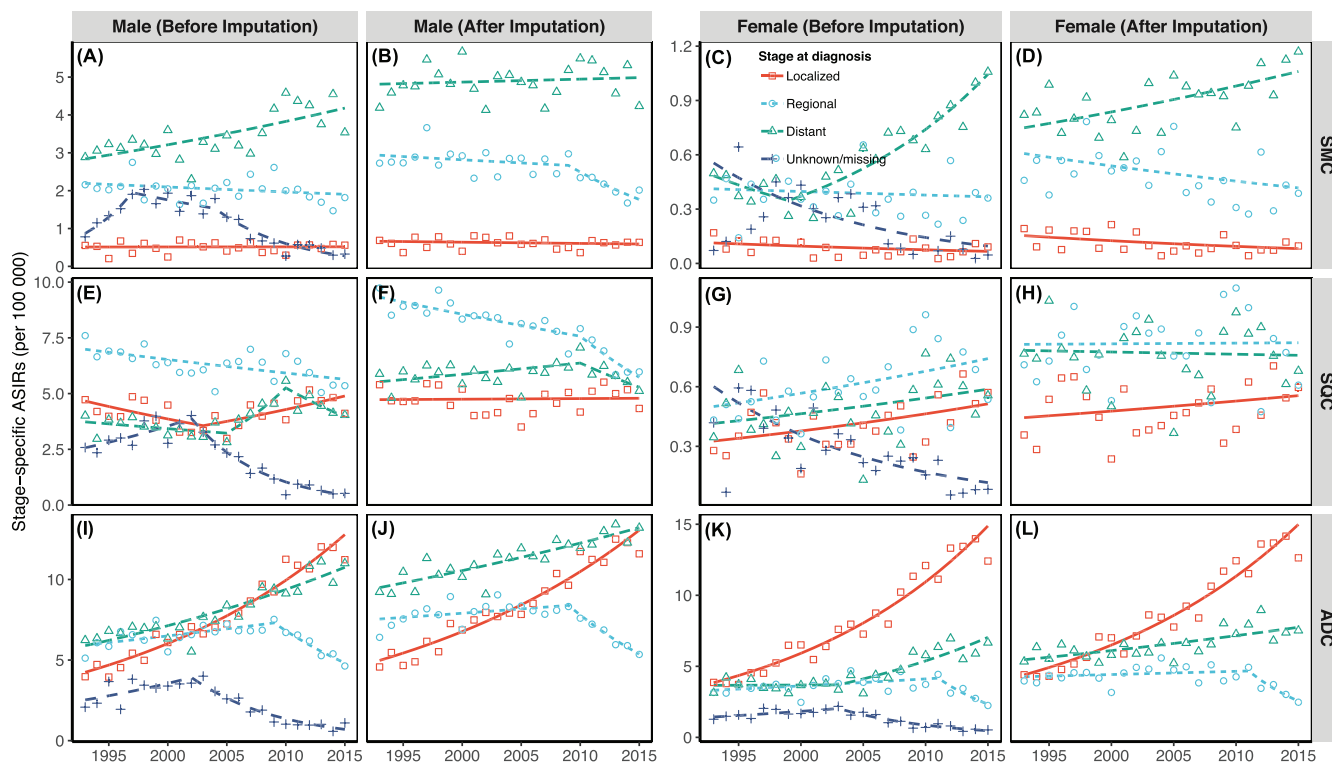 Male (Before Imputation) Male (After Imputation) Female (Before Imputation) Female (After Imputation)
(A) (B) (C) (D)
Stage at diagnosis
Localized
Regional
Distant
Unknown/missing
5
4
3
2
1
0
1.2
0.9
0.6
0.3
0.0
SMC
(E) (F) (G) (H)
10.0
7.5
5.0
2.5
0.0
0.9
0.6
0.3
SQC
Stage−specific ASIRs (per 100 000)
(I) (J) (K) (L)
10
5
0
15
10
5
0
ADC
1995 2000 2005 2010 2015 1995 2000 2005 2010 2015 1995 2000 2005 2010 2015 1995 2000 2005 2010 2015